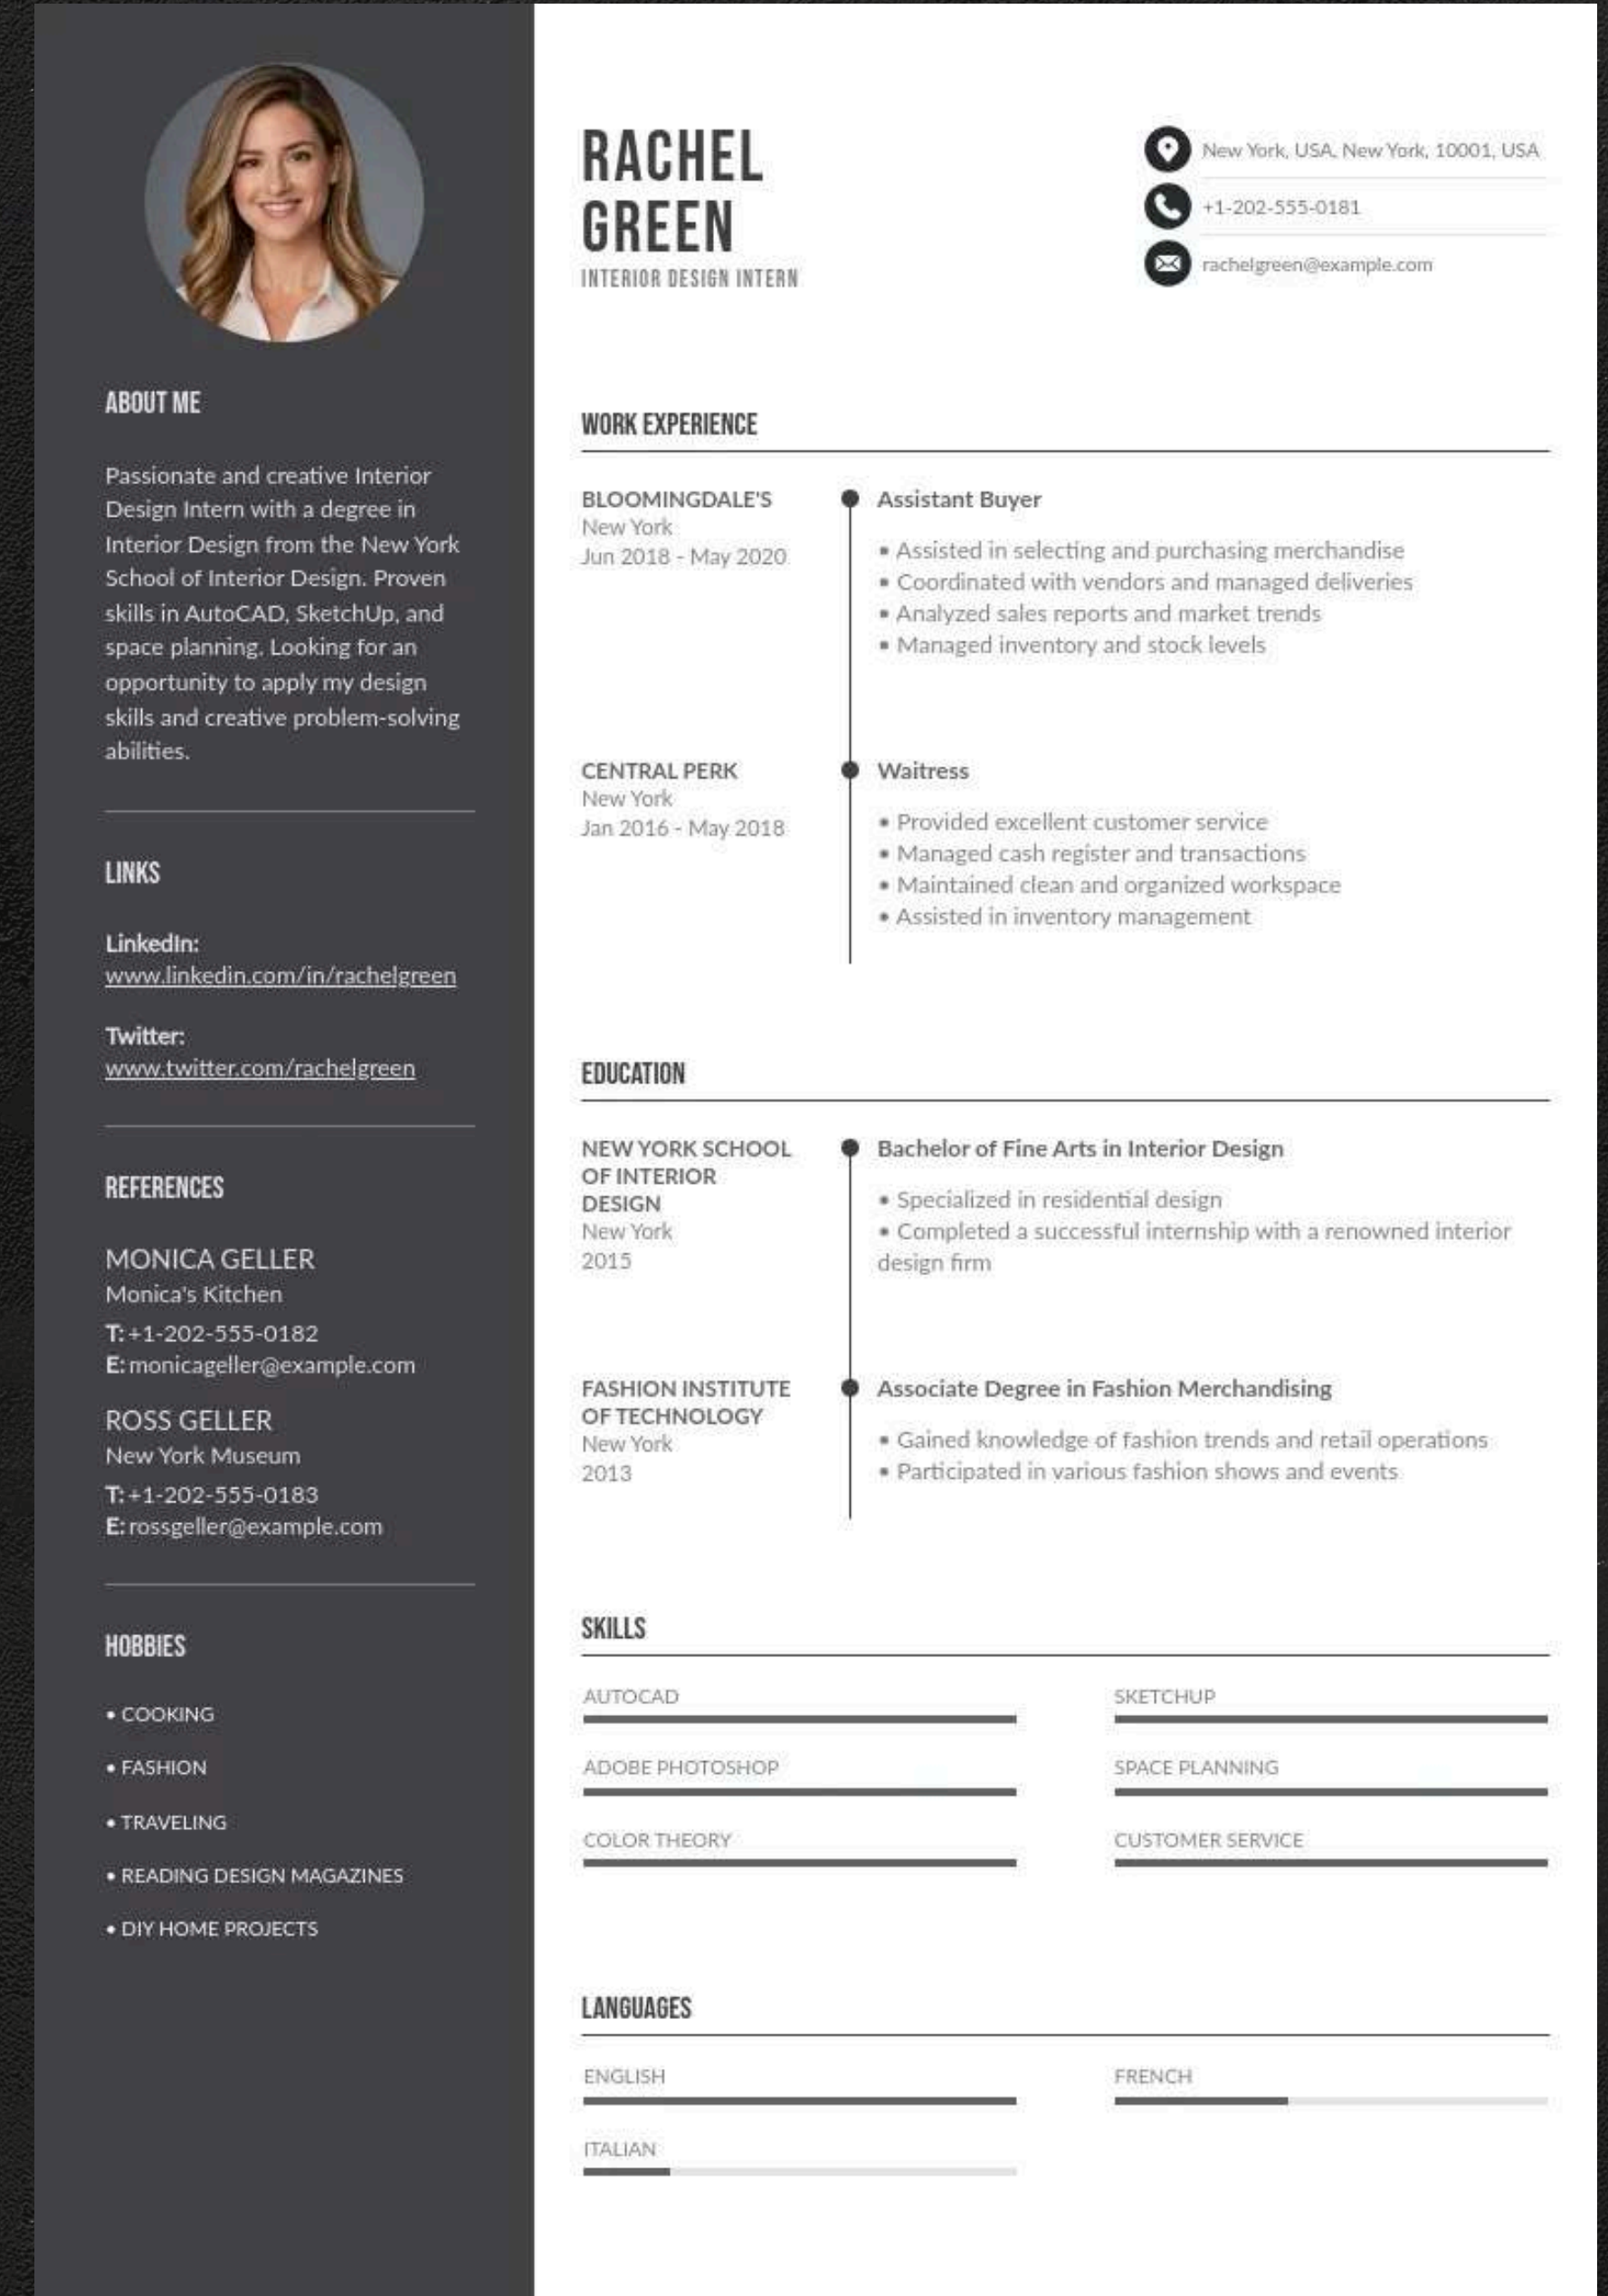 RACHEL
GREEN
INTERIOR DESIGN INTERN
New York, USA, New York, 10001, USA
+1-202-555-0181
rachelgreen@example.com
ABOUT ME
Passionate and creative Interior
Design Intern with a degree in
Interior Design from the New York
School of Interior Design. Proven
skills in AutoCAD, SketchUp, and
space planning. Looking for an
opportunity to apply my design
skills and creative problem-solving
abilities.
LINKS
LinkedIn:
www.linkedin.com/in/rachelgreen
Twitter:
www.twitter.com/rachelgreen
REFERENCES
MONICA GELLER
Monica's Kitchen
T: +1-202-555-0182
E: monicageller@example.com
ROSS GELLER
New York Museum
T: +1-202-555-0183
E: rossgeller@example.com
HOBBIES
• COOKING
• FASHION
• TRAVELING
• READING DESIGN MAGAZINES
• DIY HOME PROJECTS
WORK EXPERIENCE
BLOOMINGDALE'S
New York
Jun 2018 - May 2020
Assistant Buyer
• Assisted in selecting and purchasing merchandise
• Coordinated with vendors and managed deliveries
• Analyzed sales reports and market trends
• Managed inventory and stock levels
CENTRAL PERK
New York
Jan 2016 - May 2018
Waitress
• Provided excellent customer service
• Managed cash register and transactions
• Maintained clean and organized workspace
• Assisted in inventory management
EDUCATION
NEW YORK SCHOOL
OF INTERIOR
DESIGN
New York
2015
Bachelor of Fine Arts in Interior Design
• Specialized in residential design
• Completed a successful internship with a renowned interior
design firm
FASHION INSTITUTE
OF TECHNOLOGY
New York
2013
Associate Degree in Fashion Merchandising
• Gained knowledge of fashion trends and retail operations
• Participated in various fashion shows and events
SKILLS
AUTOCAD
SKETCHUP
ADOBE PHOTOSHOP
SPACE PLANNING
COLOR THEORY
CUSTOMER SERVICE
LANGUAGES
ENGLISH
FRENCH
ITALIAN